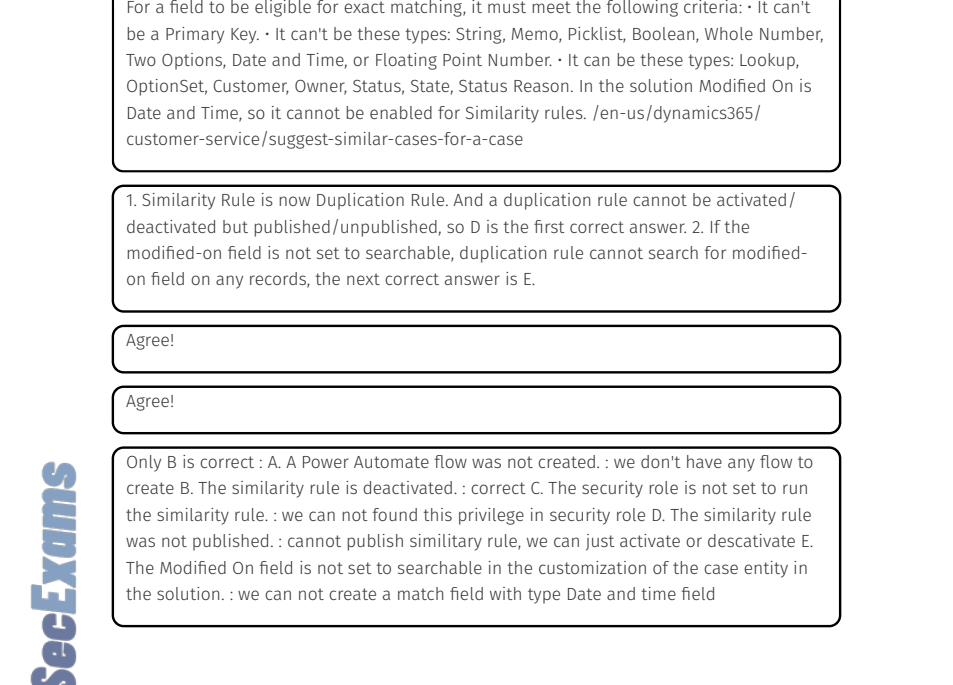 For a field to be eligible for exact matching, it must meet the following criteria: • It can't
be a Primary Key. • It can't be these types: String, Memo, Picklist, Boolean, Whole Number,
Two Options, Date and Time, or Floating Point Number. • It can be these types: Lookup,
OptionSet, Customer, Owner, Status, State, Status Reason. In the solution Modified On is
Date and Time, so it cannot be enabled for Similarity rules. /en-us/dynamics365/
customer-service/suggest-similar-cases-for-a-case
1. Similarity Rule is now Duplication Rule. And a duplication rule cannot be activated/
deactivated but published/unpublished, so D is the first correct answer. 2. If the
modified-on field is not set to searchable, duplication rule cannot search for modified-
on field on any records, the next correct answer is E.
Agree!
Agree!
Only B is correct : A. A Power Automate flow was not created. : we don't have any flow to
create B. The similarity rule is deactivated. : correct C. The security role is not set to run
the similarity rule. : we can not found this privilege in security role D. The similarity rule
was not published. : cannot publish similitary rule, we can just activate or descativate E.
The Modified On field is not set to searchable in the customization of the case entity in
the solution. : we can not create a match field with type Date and time field
SecExams